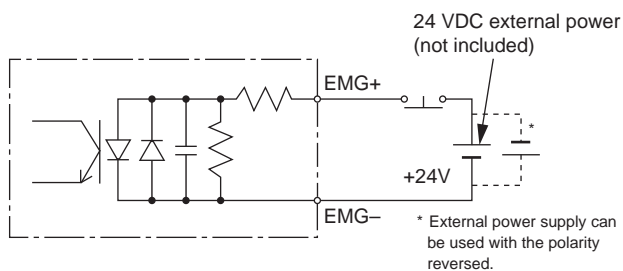 24 VDC external power
(not included)
EMG+
*
+24V
EMG–
* External power supply can
be used with the polarity
reversed.